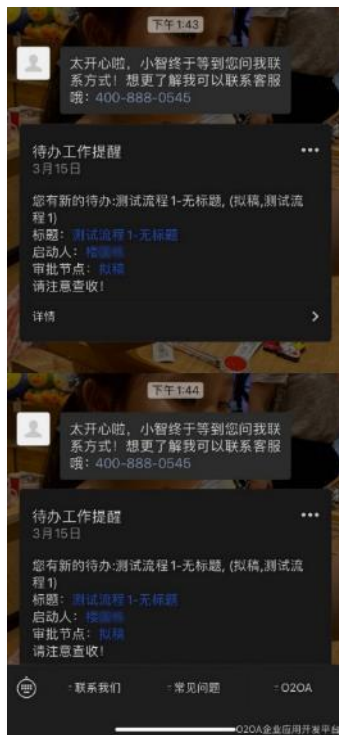 下午1:43
太开心啦，小智终于等到您问我联
系方式！想更了解我可以联系客服
哦：400-888-0545
待办工作提醒
3月15日
您有新的待办:测试流程1-无标题, (拟稿,测试流
程1)
标题：测试流程1-无标题
启动人：
审批节点：拟稿
请注意查收！
详情
下午1:44
太开心啦，小智终于等到您问我联
系方式！想更了解我可以联系客服
哦：400-888-0545
待办工作提醒
3月15日
您有新的待办:测试流程1-无标题, (拟稿,测试流
程1)
标题：测试流程1-无标题
启动人：
审批节点：拟稿
请注意查收！
联系我们
常见问题
O2OA
O2OA企业应用开发平台